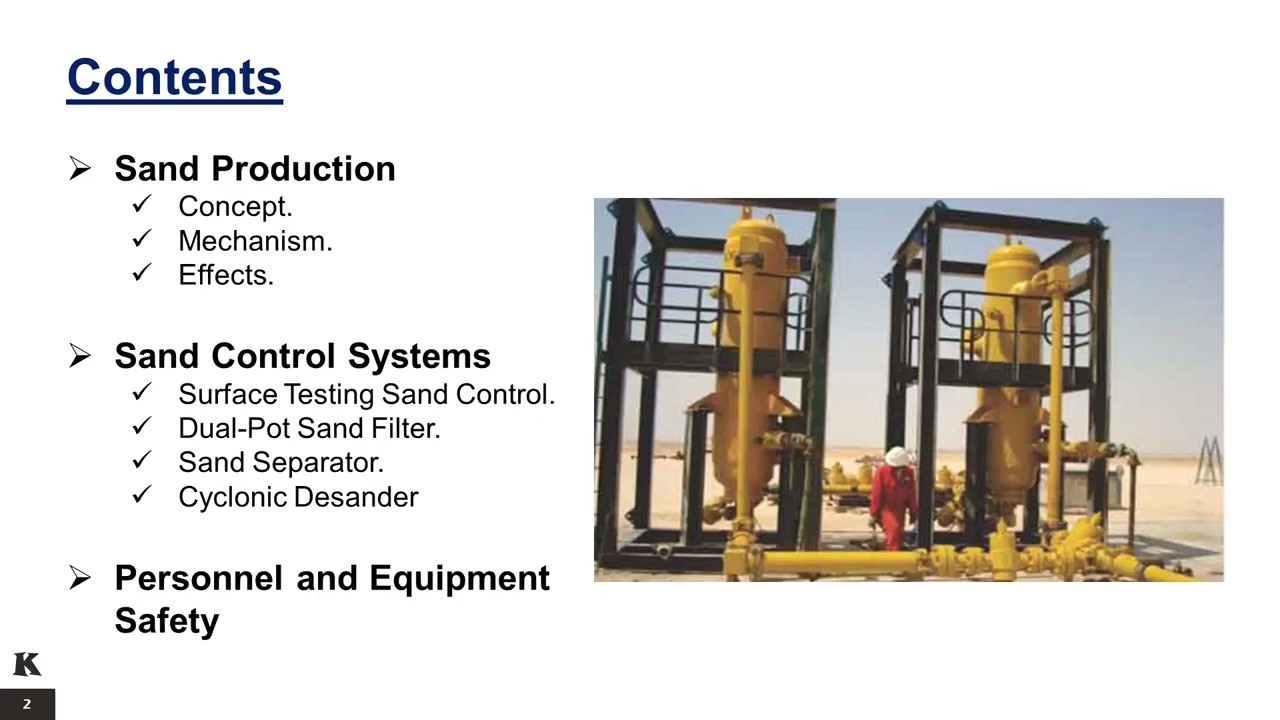 Contents
➢ Sand Production
✓ Concept.
✓ Mechanism.
✓ Effects.
➢ Sand Control Systems
✓ Surface Testing Sand Control.
✓ Dual-Pot Sand Filter.
✓ Sand Separator.
✓ Cyclonic Desander
➢ Personnel and Equipment
Safety
K
2